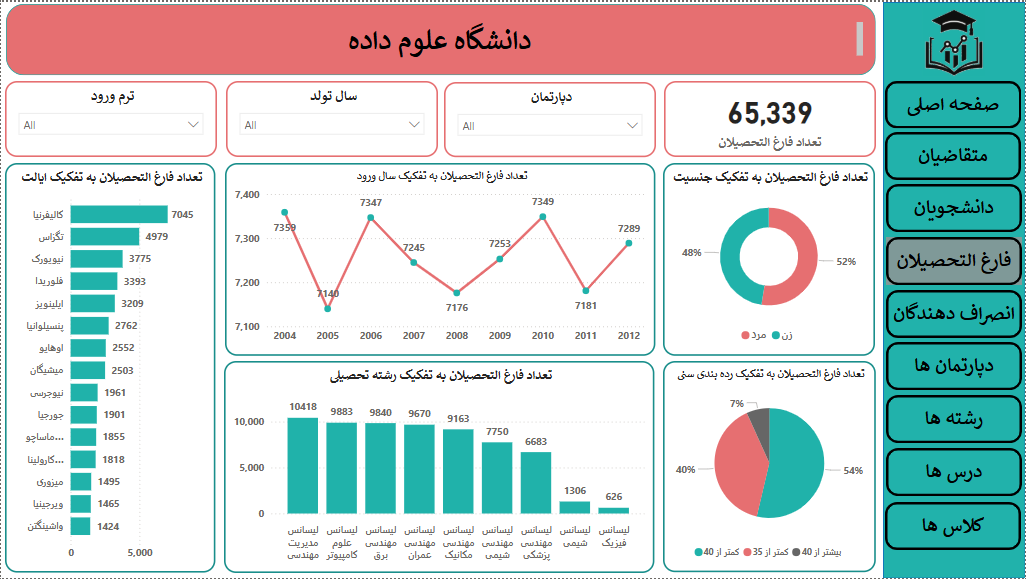 دانشگاه علوم داده
صفحه اصلی
متقاضیان
دانشجویان
فارغ التحصیلان
انصراف دهندگان
دپارتمان ها
رشته ها
درس ها
کلاس ها
65,339
تعداد فارغ التحصیلان
دپارتمان
All
سال تولد
All
ترم ورود
All
تعداد فارغ التحصیلان به تفکیک جنسیت
48%
52%
مرد زن
تعداد فارغ التحصیلان به تفکیک سال ورود
7,400
7,300
7,200
7,100
7359
7140
7347
7245
7176
7253
7349
7181
7289
2004 2005 2006 2007 2008 2009 2010 2011 2012
تعداد فارغ التحصیلان به تفکیک ایالت
کالیفرنیا 7045
تگزاس 4979
نیویورک 3775
فلوریدا 3393
ایلینویز 3209
پنسیلوانیا 2762
اوهایو 2552
میشیگان 2503
نیوجرسی 1961
جورجیا 1901
ماساچو... 1855
کارولینا... 1818
میزوری 1495
ویرجینیا 1465
واشینگتن 1424
0 5,000
تعداد فارغ التحصیلان به تفکیک رده بندی سنی
7%
40%
54%
کمتر از 40 کمتر از 35 بیشتر از 40
تعداد فارغ التحصیلان به تفکیک رشته تحصیلی
10,000
5,000
0
10418 9883 9840 9670 9163 7750 6683 1306 626
لیسانس مدیریت مهندسی
لیسانس علوم کامپیوتر
لیسانس مهندسی برق
لیسانس مهندسی عمران
لیسانس مهندسی مکانیک
لیسانس مهندسی شیمی
لیسانس مهندسی پزشکی
لیسانس شیمی
لیسانس فیزیک